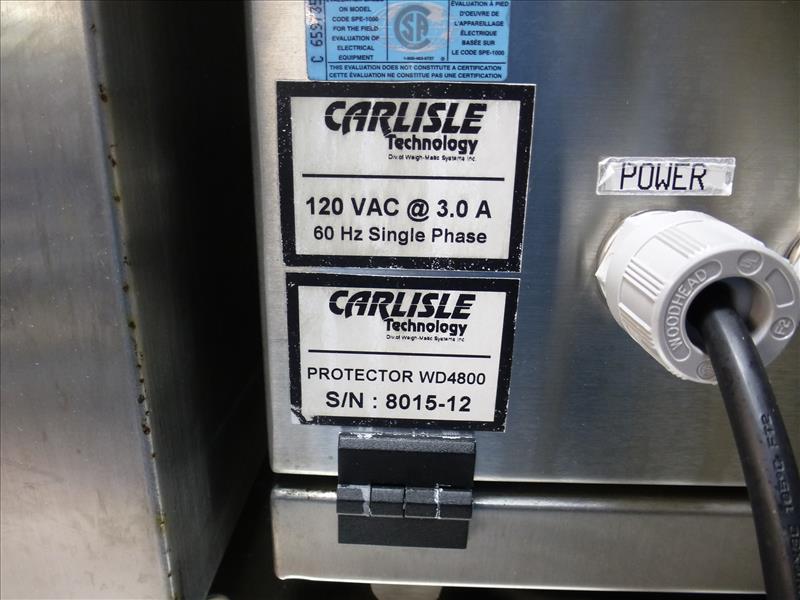 ON MODEL
CODE SPE-1000
FOR THE FIELD
EVALUATION OF
ELECTRICAL
EQUIPMENT
ÉVALUATION À PIED
D'OEUVRE DE
L'APPAREILLAGE
ÉLECTRIQUE
BASÉE SUR
LE CODE SPE-1000
THIS EVALUATION DOES NOT CONSTITUTE A CERTIFICATION
CETTE ÉVALUATION NE CONSTITUE PAS UNE CERTIFICATION
CARLISLE
Technology
Div.of Weigh-Matic Systems Inc.
120 VAC @ 3.0 A
60 Hz Single Phase
CARLISLE
Technology
Div.of Weigh-Matic Systems Inc.
PROTECTOR WD4800
S/N : 8015-12
POWER
WOODHEAD